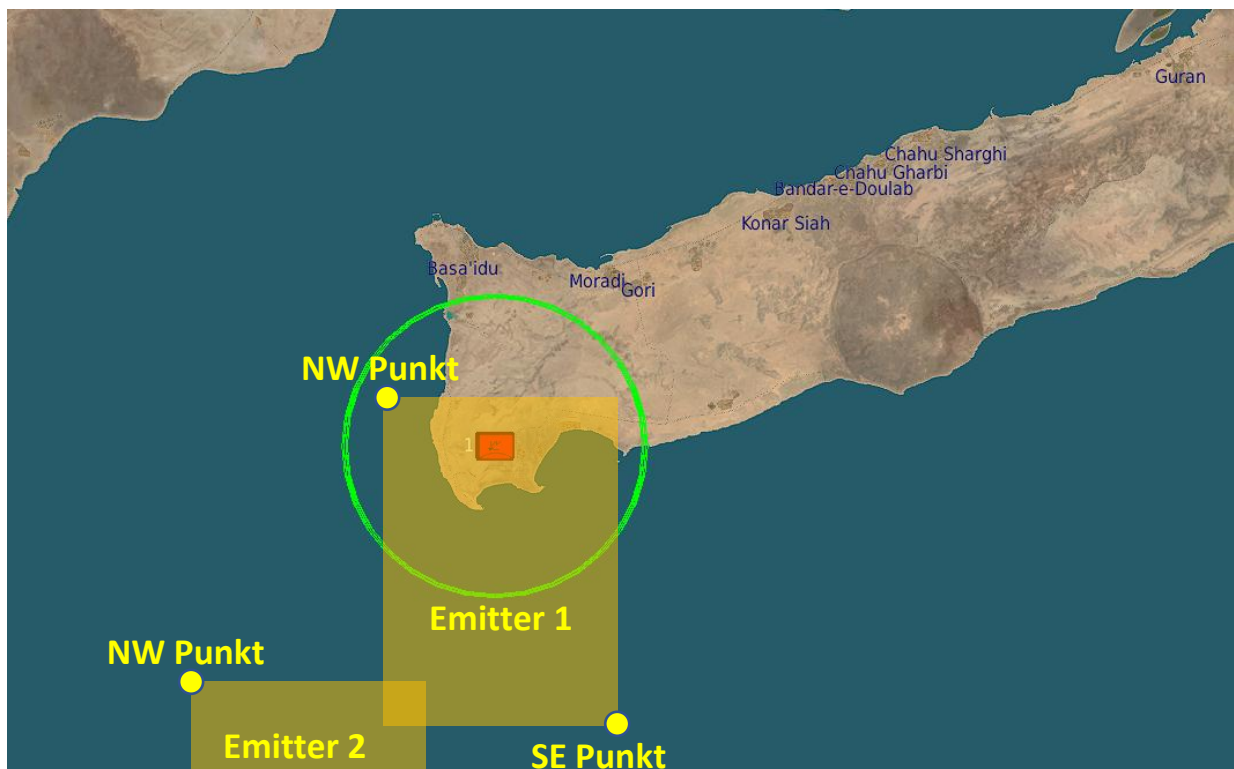 Guran
Chahu Sharghi
Chahu Gharbi
Bandar-e-Doulab
Konar Siah
Basa'idu
Moradi
Gori
NW Punkt
1
Emitter 1
NW Punkt
Emitter 2
SE Punkt